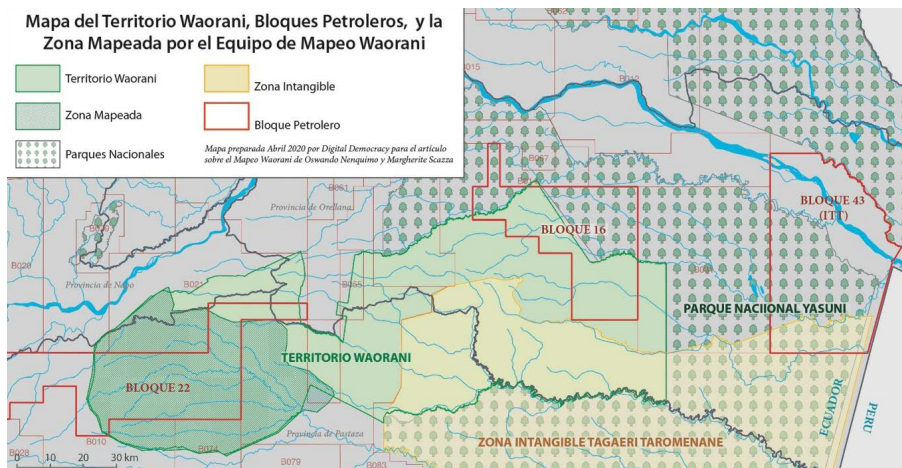 Mapa del Territorio Waorani, Bloques Petroleros, y la
Zona Mapeada por el Equipo de Mapeo Waorani
Territorio Waorani
Zona Intangible
Zona Mapeada
Bloque Petrolero
Parques Nacionales
Mapa preparada Abril 2020 por Digital Democracy para el artículo
sobre el Mapeo Waorani de Oswando Nenquimo y Margherite Scazza
B015
B012
B061
Provincia de Orellana
BLOQUE 43
(ITT)
BLOQUE 16
B028
Provincia de Napo
B021
B055
PARQUE NACIIONAL YASUNI
TERRITORIO WAORANI
BLOQUE 22
ECUADOR
PERU
Provincia de Pastaza
ZONA INTANGIBLE TAGAERI TAROMENANE
B010
B074
B028
B079
B083
0 10 20 30 km